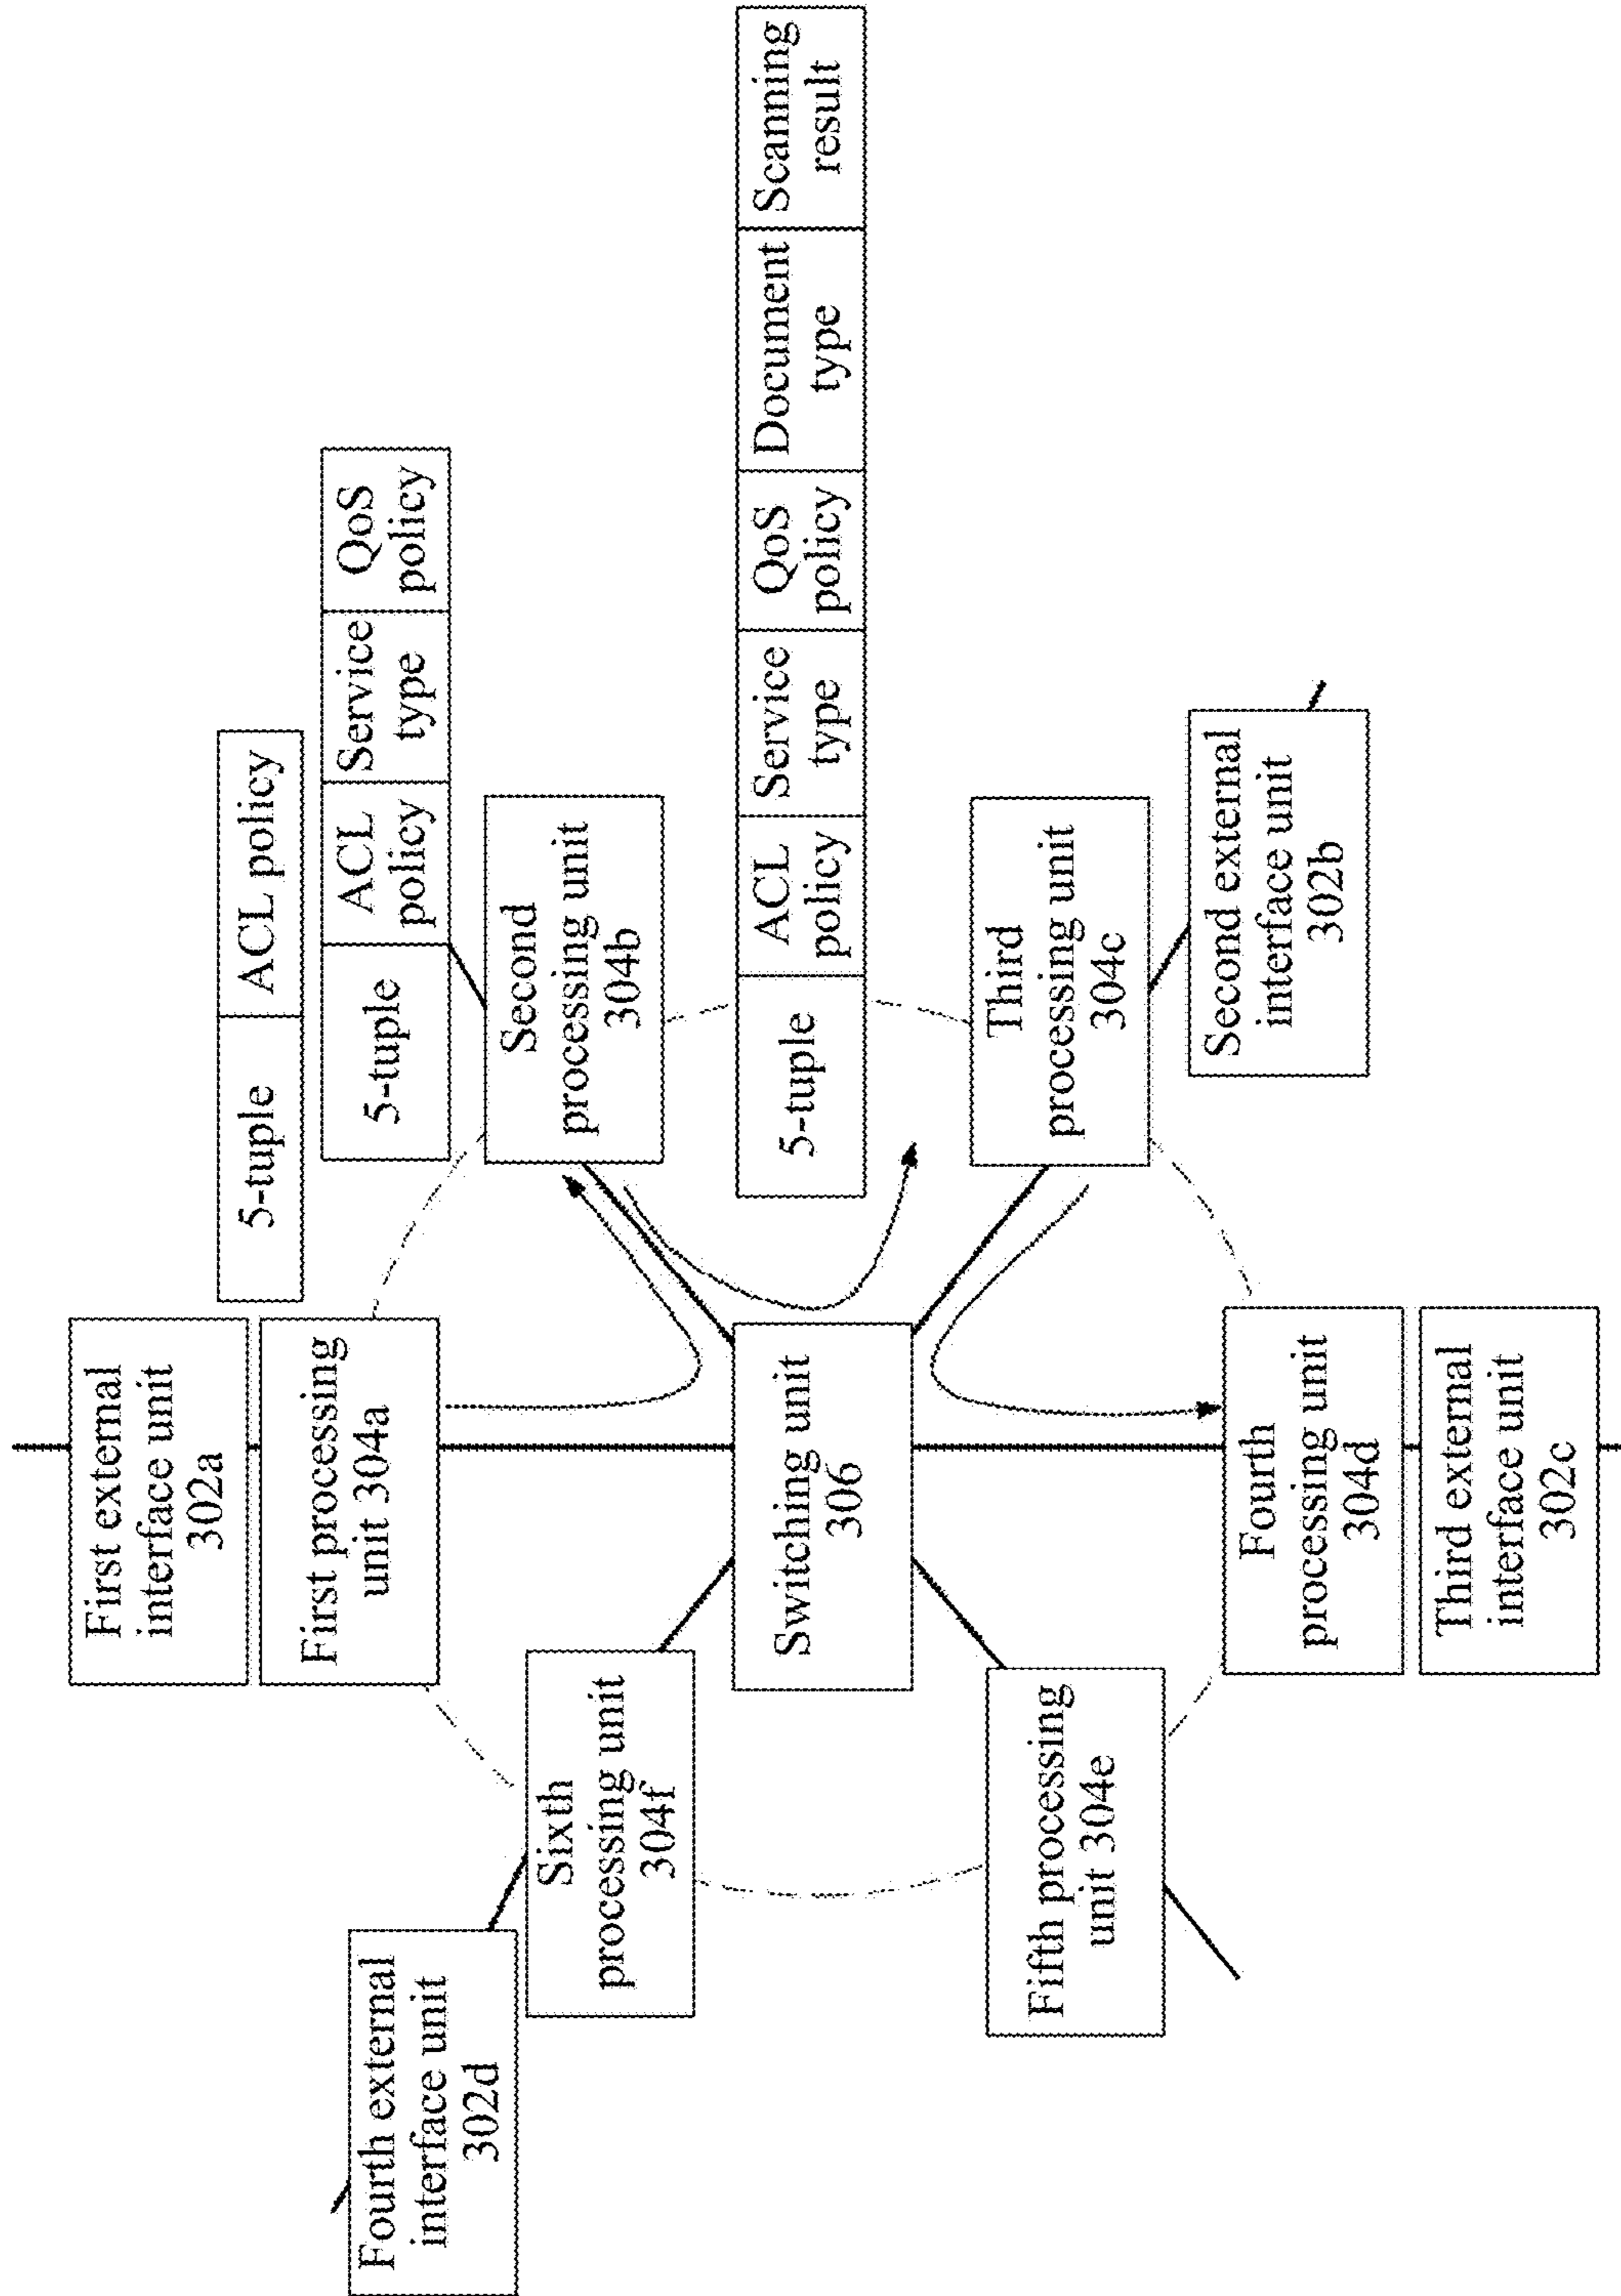 First external
interface unit
302a
First processing
unit 304a
5-tuple
ACL policy
5-tuple
ACL
policy
Service
type
QoS
policy
Second
processing unit
304b
5-tuple
ACL
policy
Service
type
QoS
policy
Document
type
Scanning
result
Third
processing unit
304c
Second external
interface unit
302b
Switching unit
306
Fourth external
interface unit
302d
Sixth
processing unit
304f
Fifth processing
unit 304e
Fourth
processing unit
304d
Third external
interface unit
302c